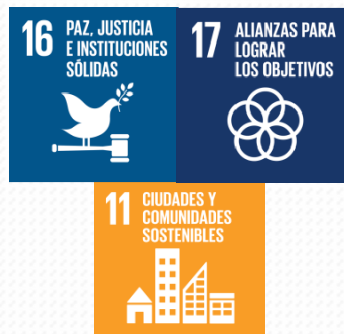 16 PAZ, JUSTICIA
E INSTITUCIONES
SÓLIDAS
17 ALIANZAS PARA
LOGRAR
LOS OBJETIVOS
11 CIUDADES Y
COMUNIDADES
SOSTENIBLES